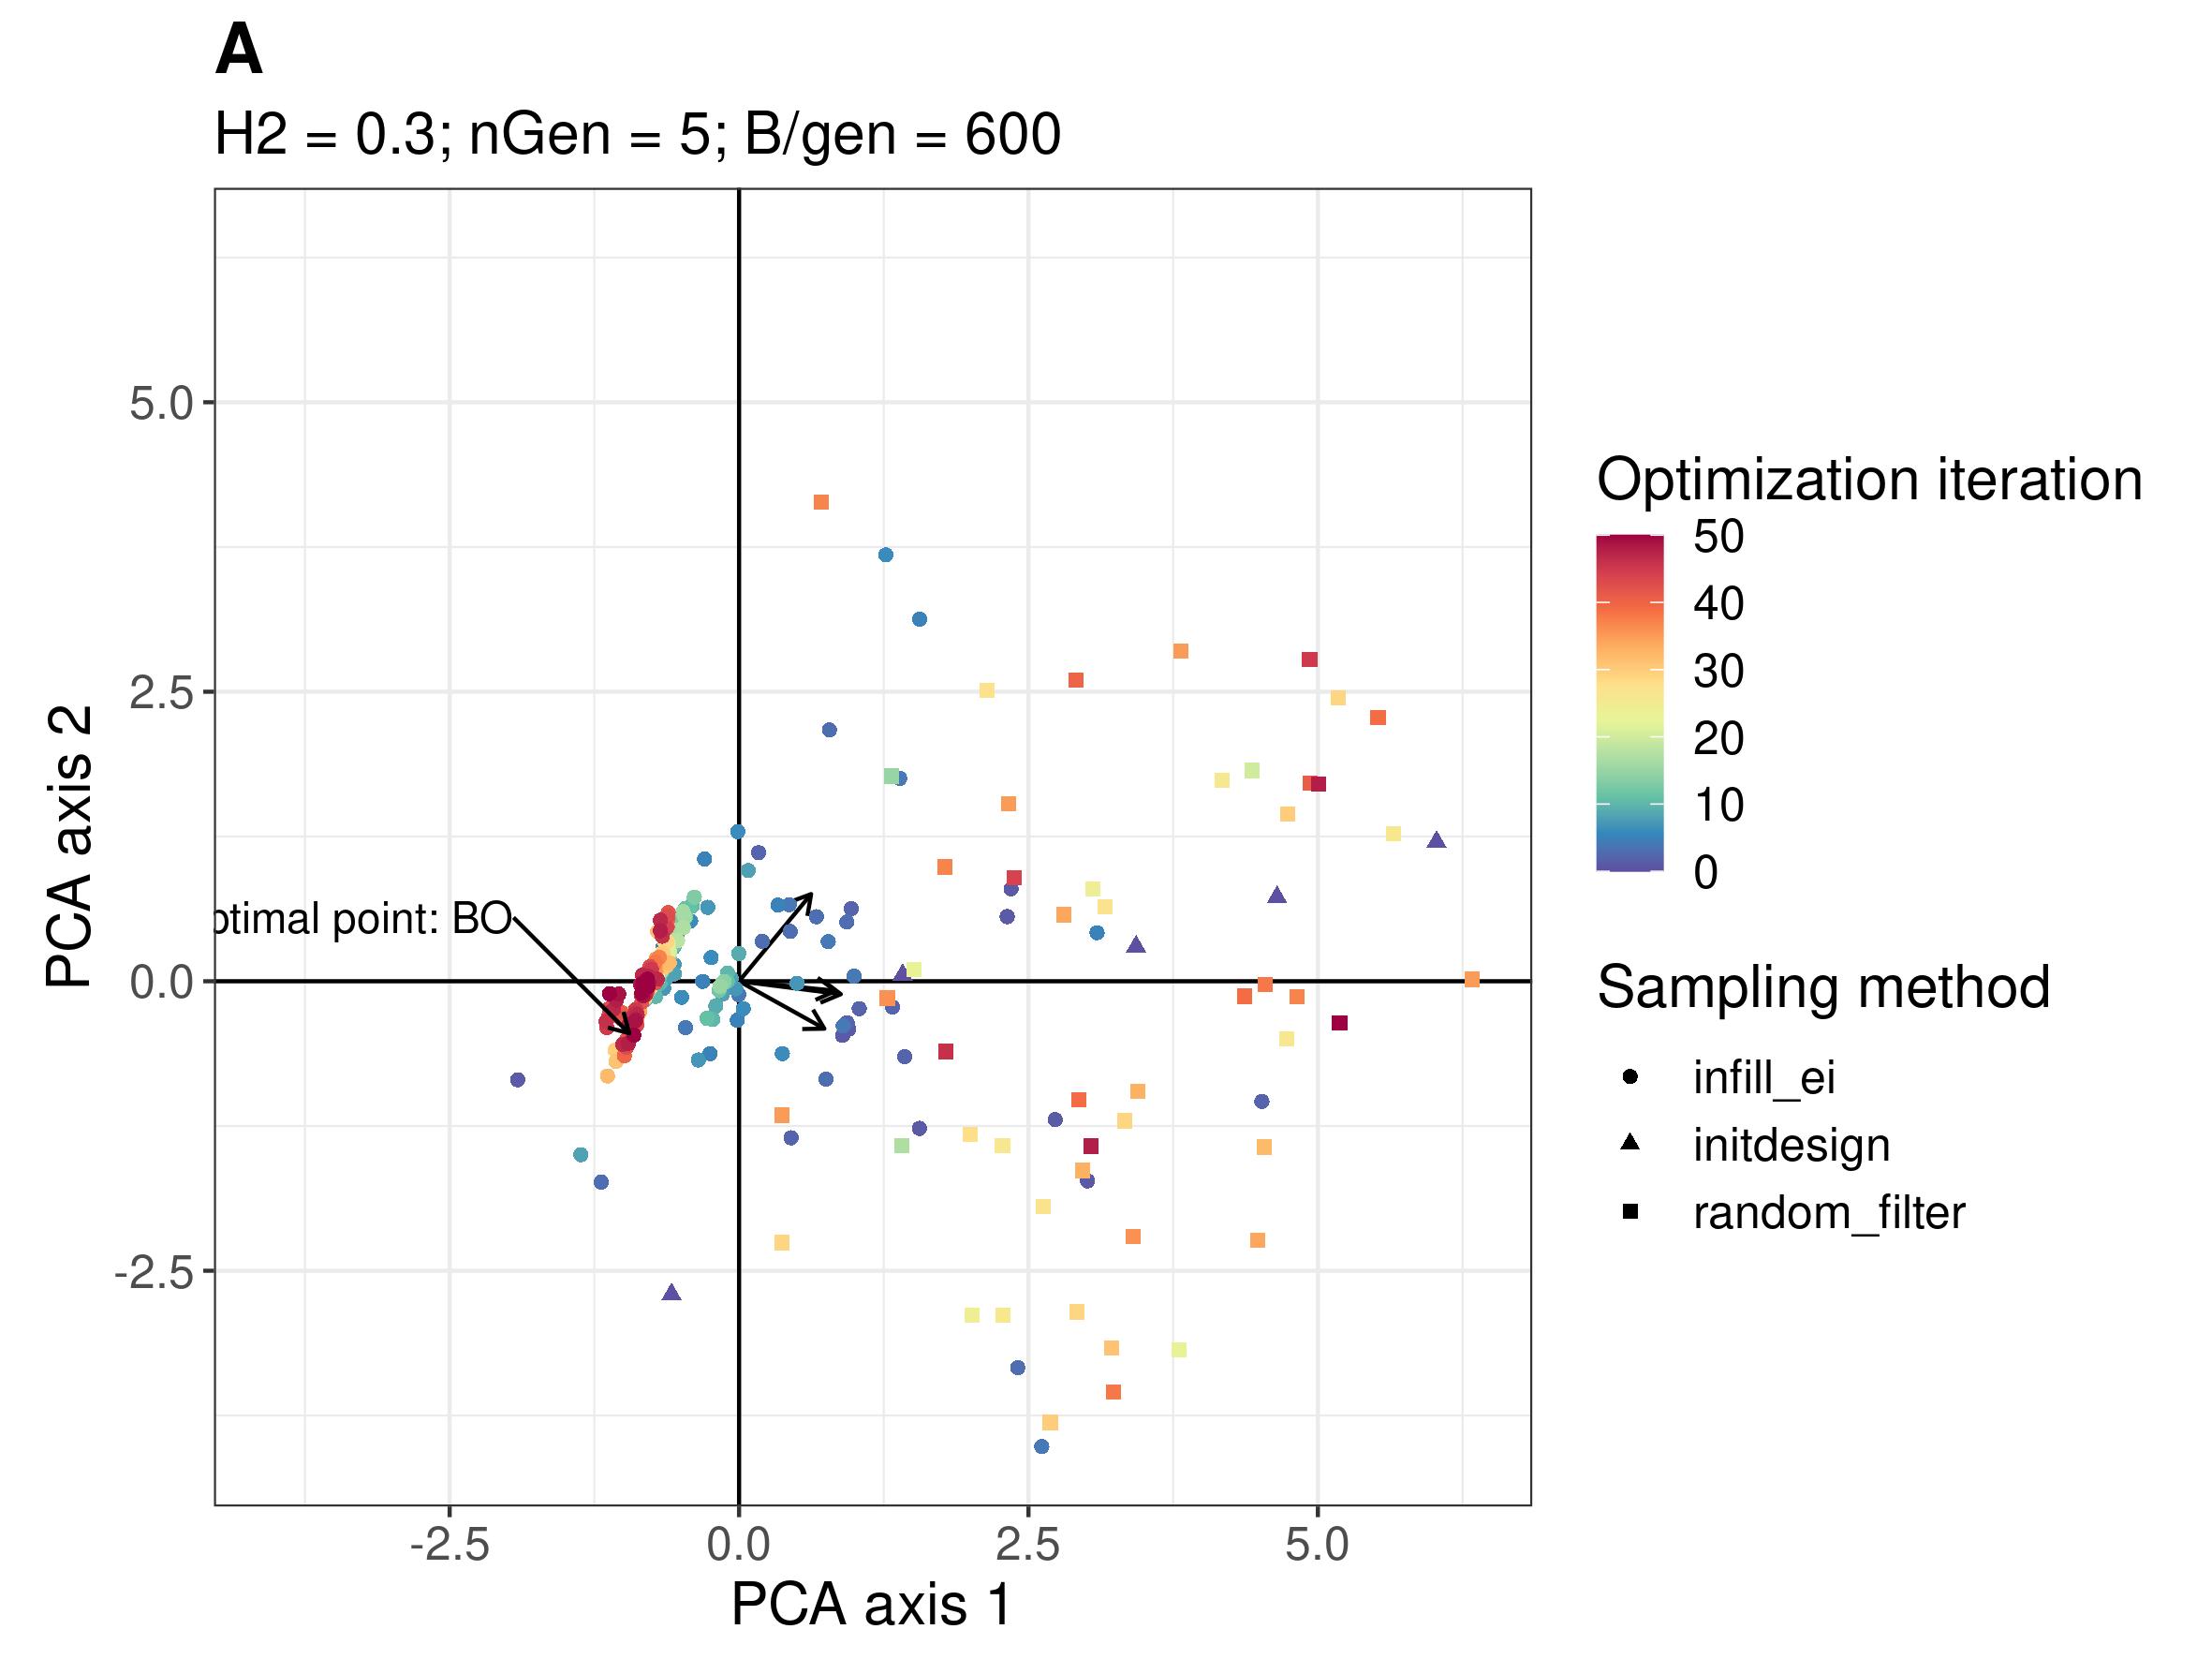 A
H2 = 0.3; nGen = 5; B/gen = 600
PCA axis 2
5.0
2.5
0.0
-2.5
ptimal point: BO
-2.5
0.0
2.5
5.0
PCA axis 1
Optimization iteration
50
40
30
20
10
0
Sampling method
infill_ei
initdesign
random_filter